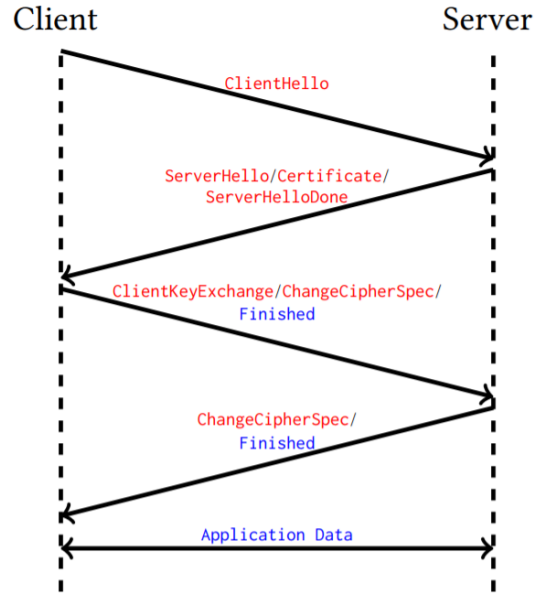 Client
Server
ClientHello
ServerHello/Certificate/
ServerHelloDone
ClientKeyExchange/ChangeCipherSpec/
Finished
ChangeCipherSpec/
Finished
Application Data